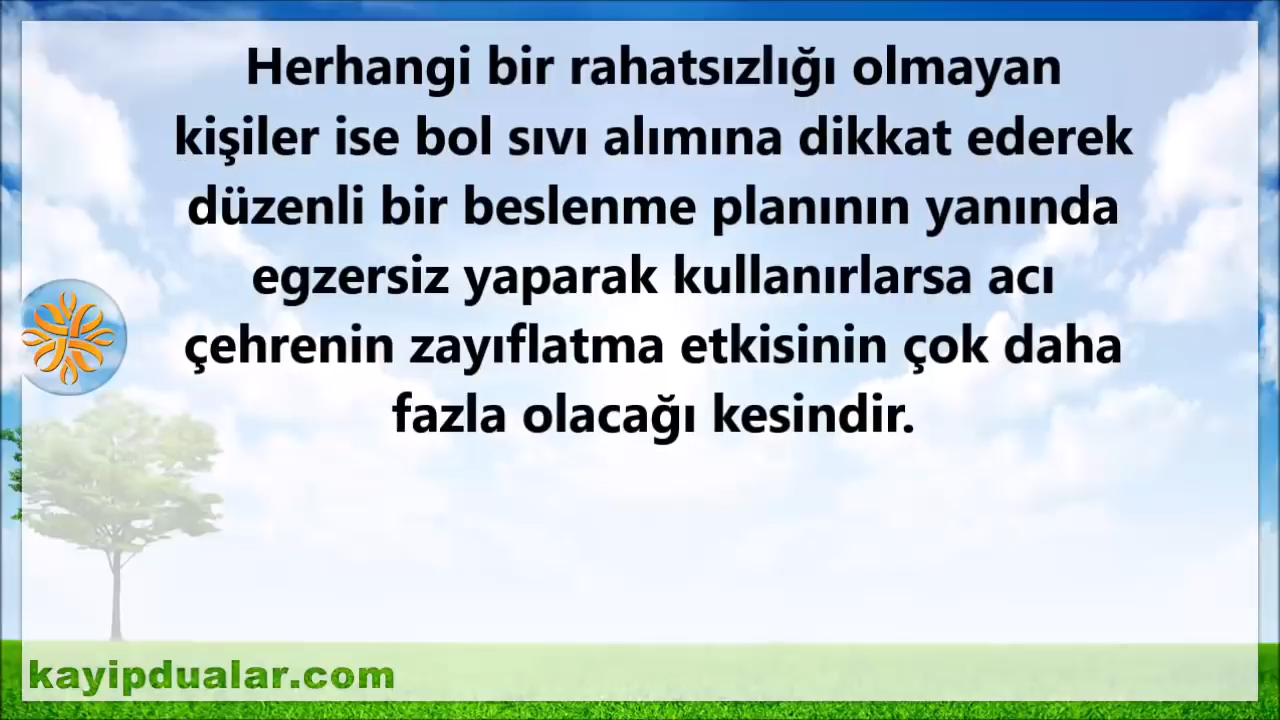 Herhangi bir rahatsızlığı olmayan
kişiler ise bol sıvı alımına dikkat ederek
düzenli bir beslenme planının yanında
egzersiz yaparak kullanırlarsa acı
çehrenin zayıflatma etkisinin çok daha
fazla olacağı kesindir.
kayipdualar.com